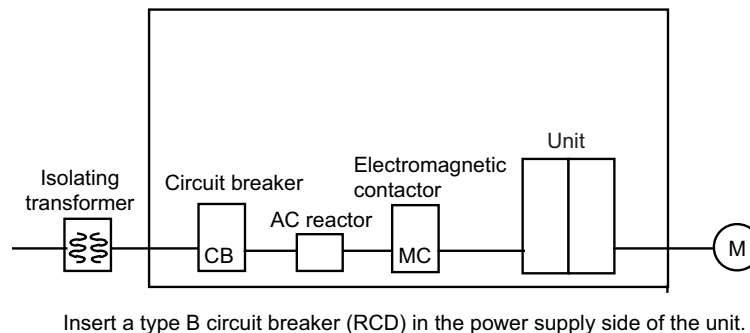 Unit
Electromagnetic
contactor
Isolating
transformer
Circuit breaker
AC reactor
CB
MC
M
Insert a type B circuit breaker (RCD) in the power supply side of the unit.